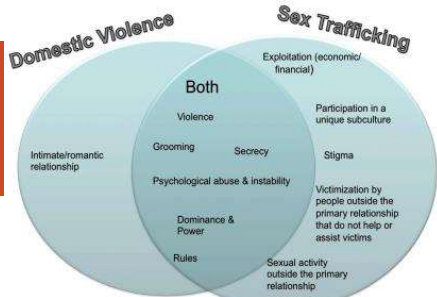 Domestic Violence
Sex Trafficking
Exploitation (economic/
financial)
Both
Violence
Participation in a
unique subculture
Grooming
Secrecy
Stigma
Intimate/romantic
relationship
Psychological abuse & instability
Victimization by
people outside the
primary relationship
that do not help or
assist victims
Dominance &
Power
Rules
Sexual activity
outside the primary
relationship